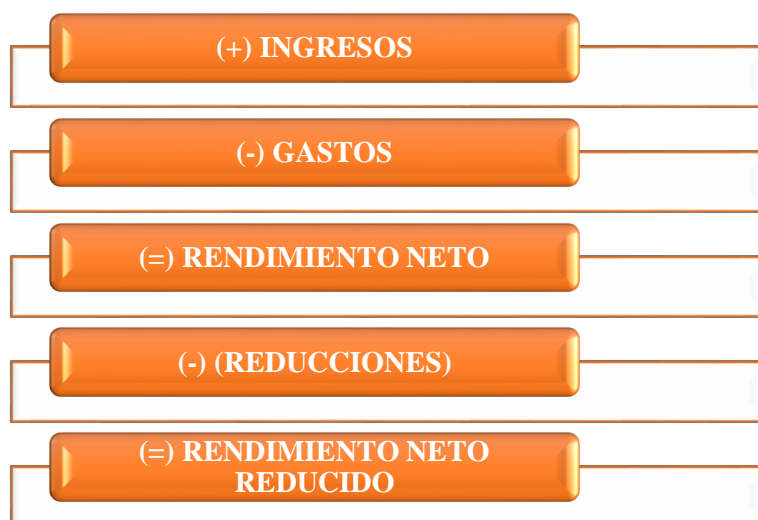 (+) INGRESOS
(-) GASTOS
(=) RENDIMIENTO NETO
(-) (REDUCCIONES)
(=) RENDIMIENTO NETO
REDUCIDO